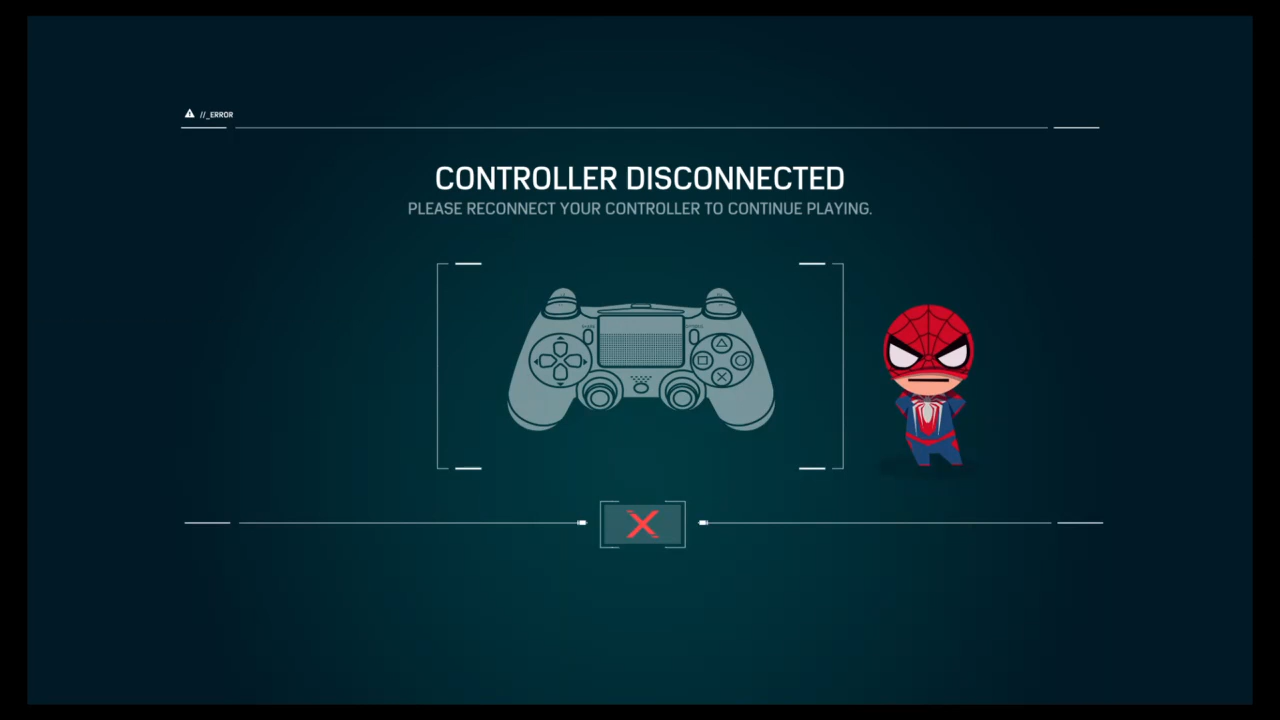 //_ERROR
CONTROLLER DISCONNECTED
PLEASE RECONNECT YOUR CONTROLLER TO CONTINUE PLAYING.